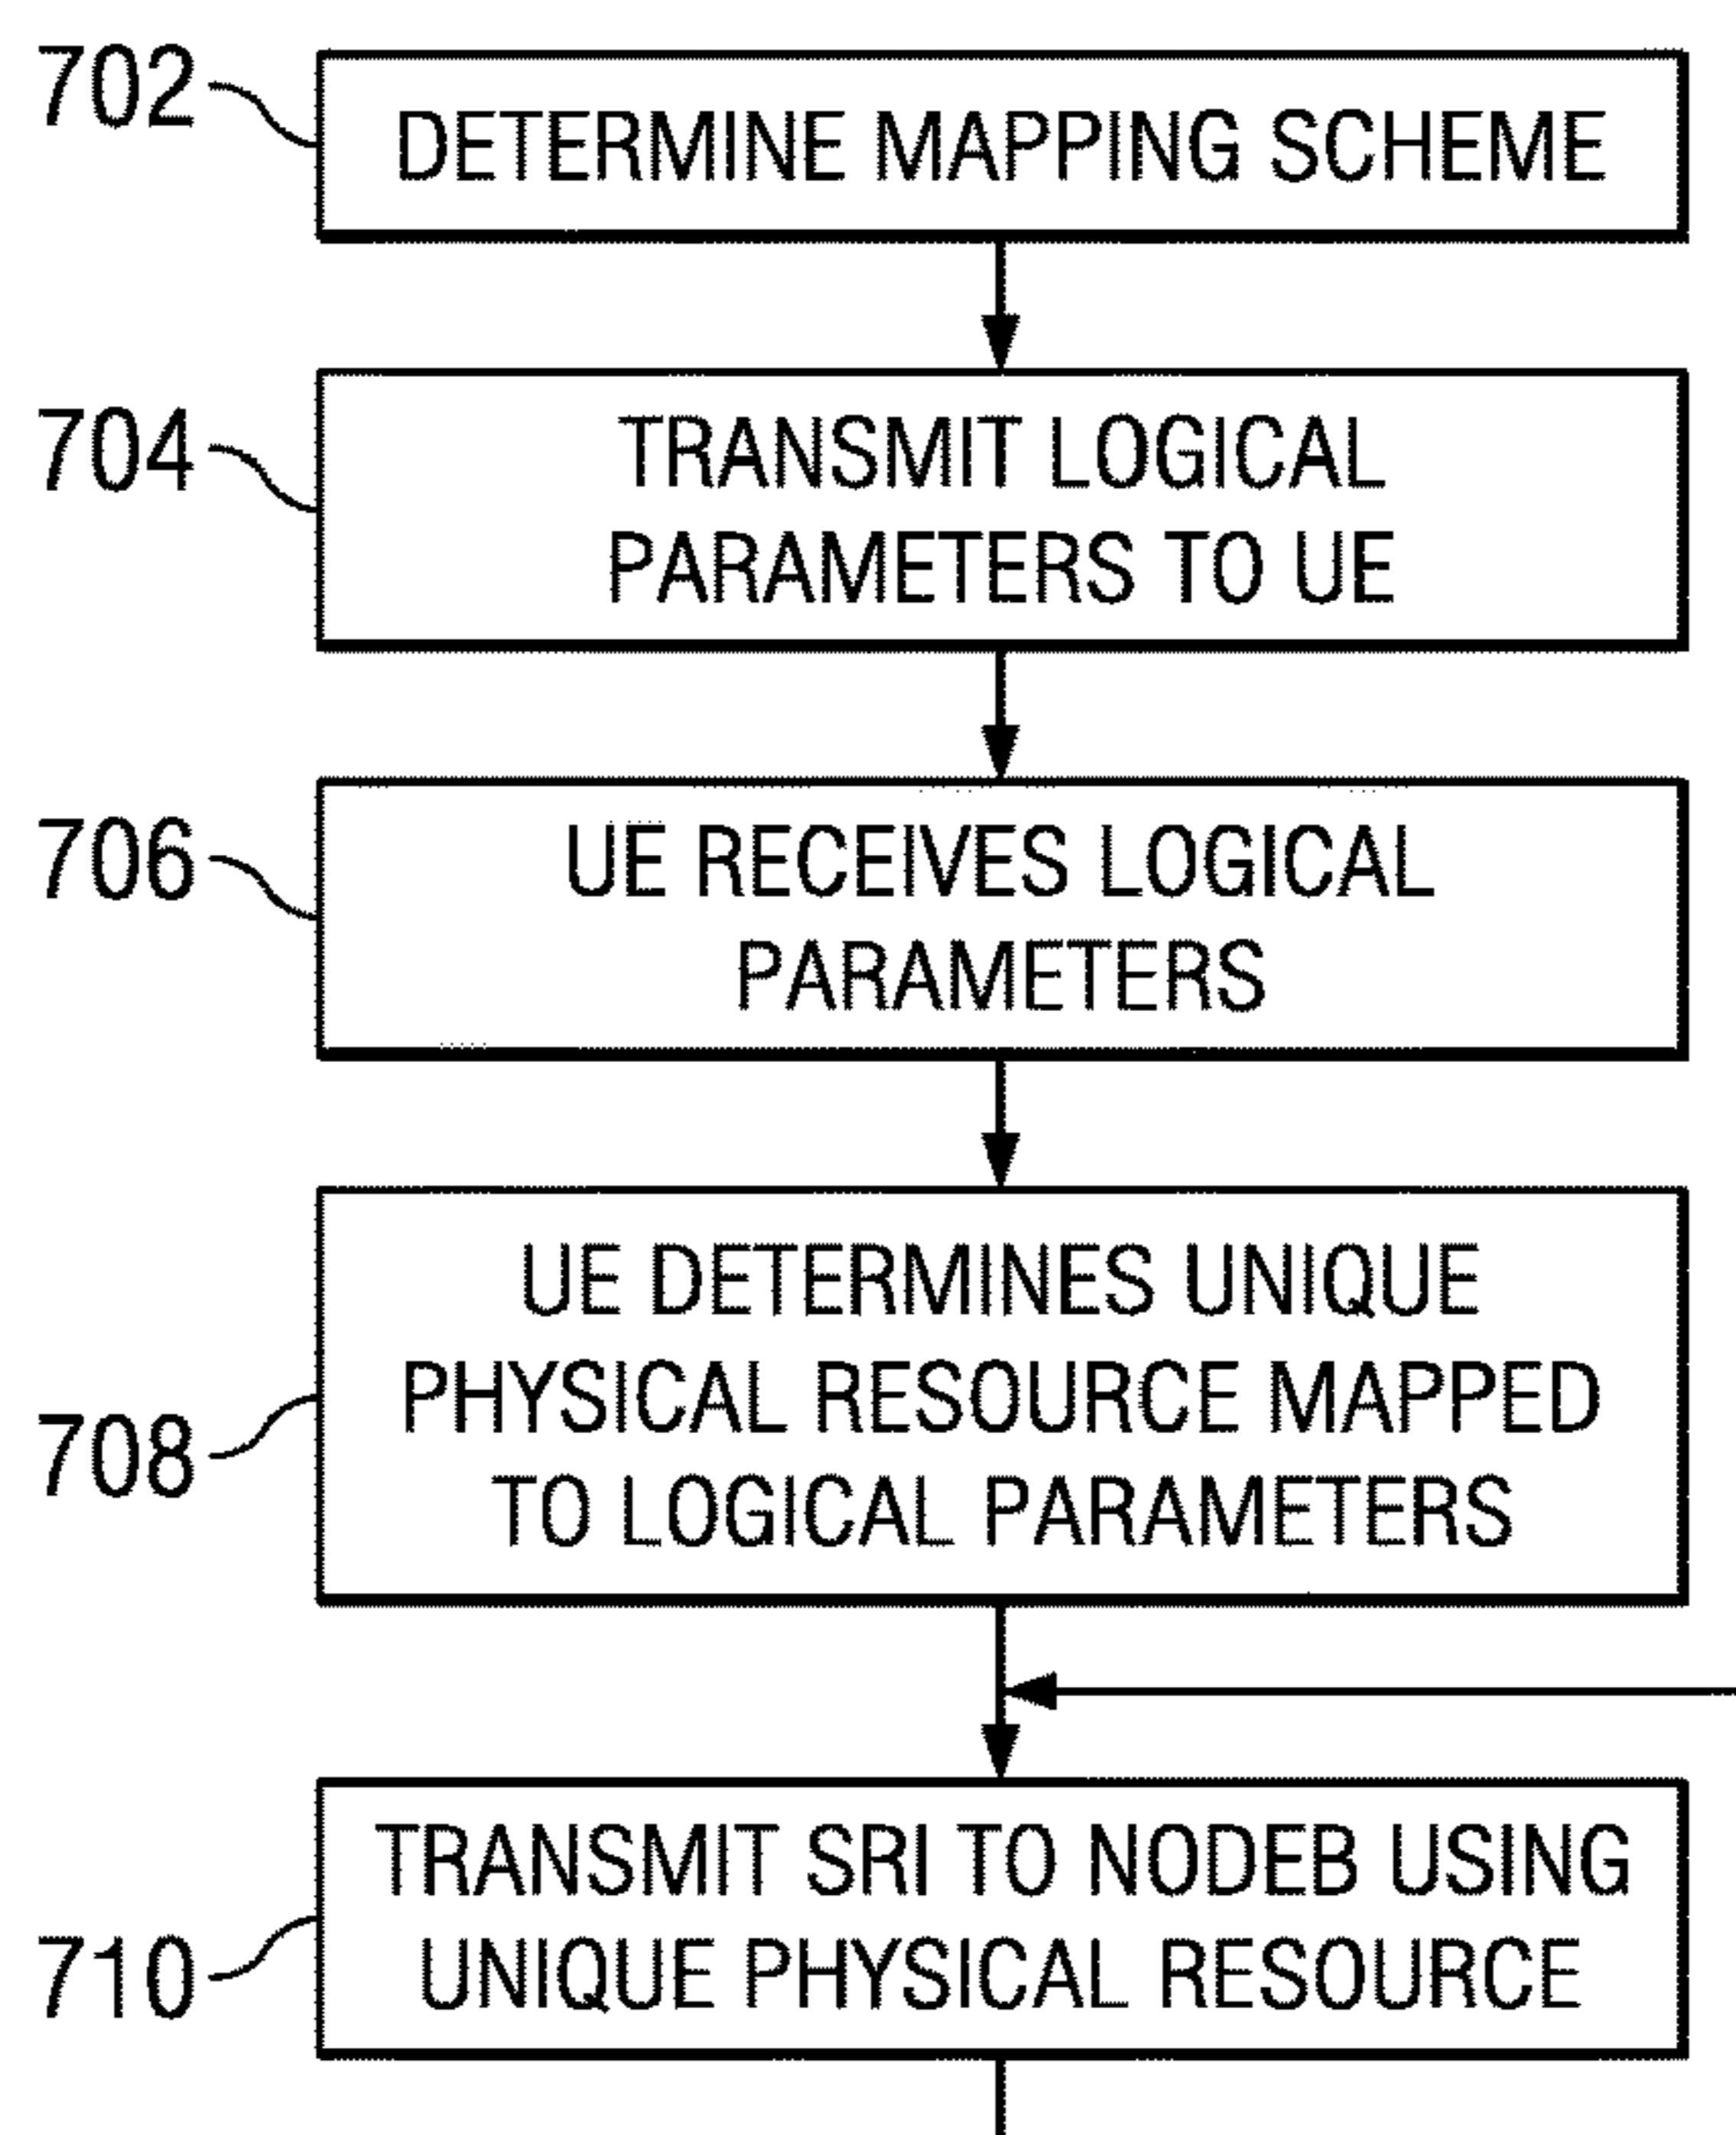 702
DETERMINE MAPPING SCHEME
704
TRANSMIT LOGICAL
PARAMETERS TO UE
706
UE RECEIVES LOGICAL
PARAMETERS
708
UE DETERMINES UNIQUE
PHYSICAL RESOURCE MAPPED
TO LOGICAL PARAMETERS
710
TRANSMIT SRI TO NODEB USING
UNIQUE PHYSICAL RESOURCE